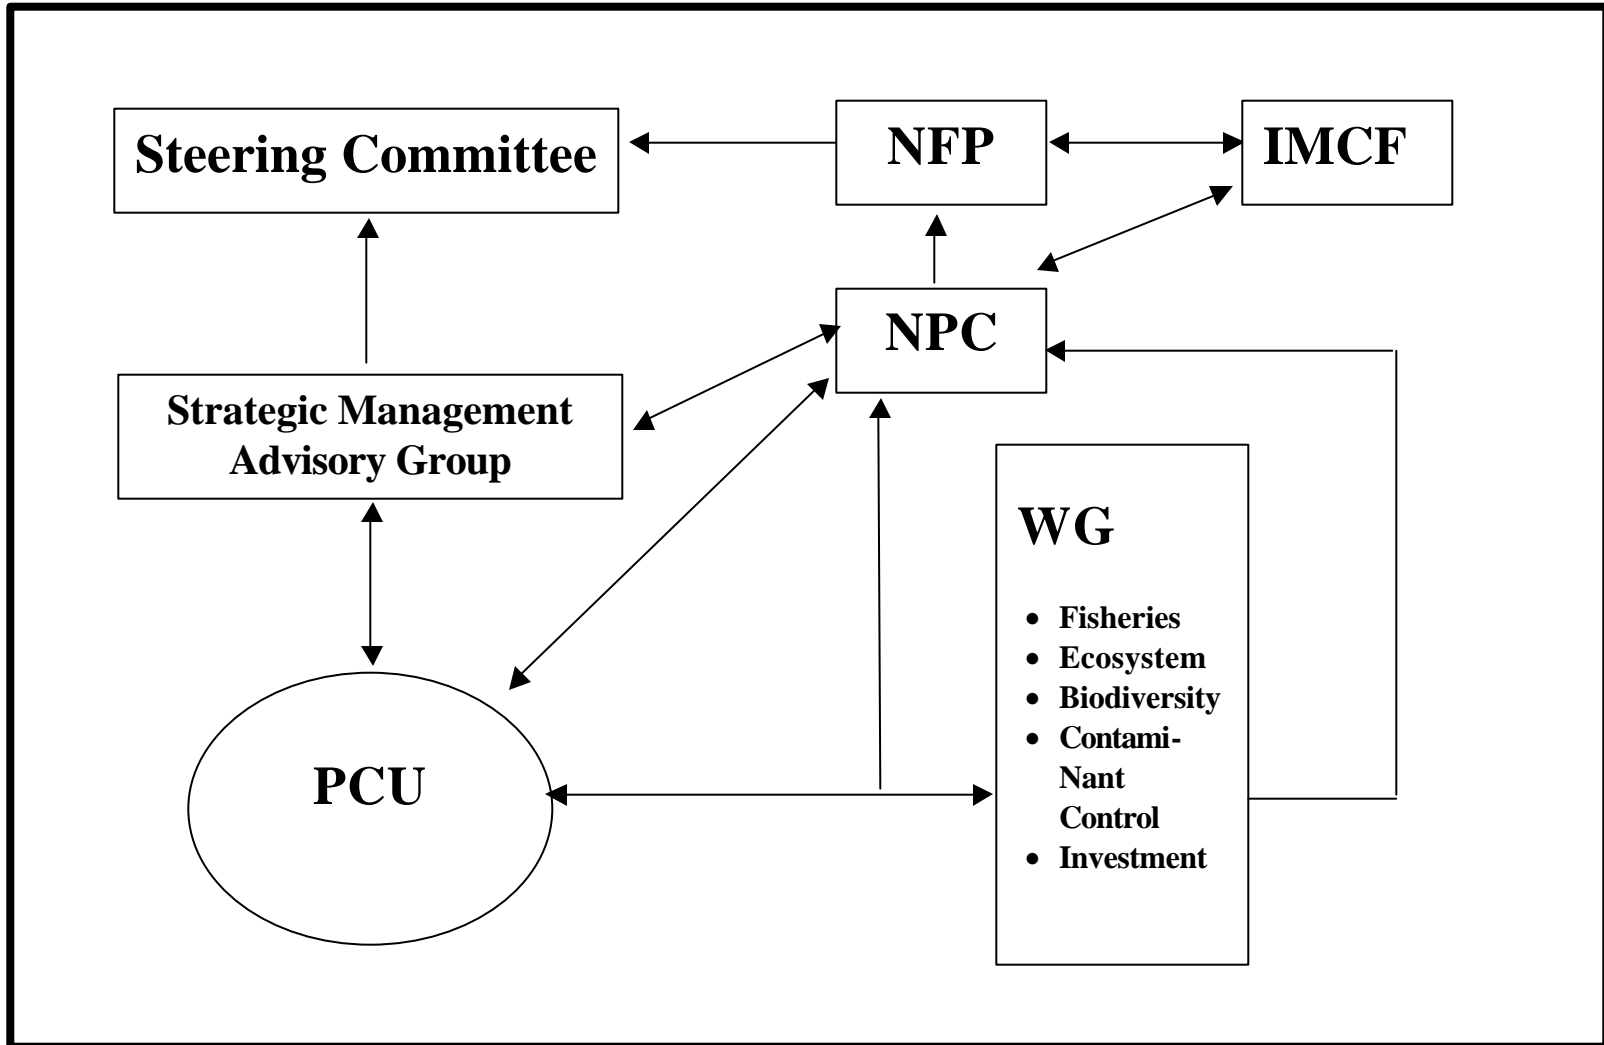 Steering Committee
NFP
IMCF
NPC
Strategic Management
Advisory Group
WG
• Fisheries
• Ecosystem
• Biodiversity
• Contami-
Nant
Control
• Investment
PCU